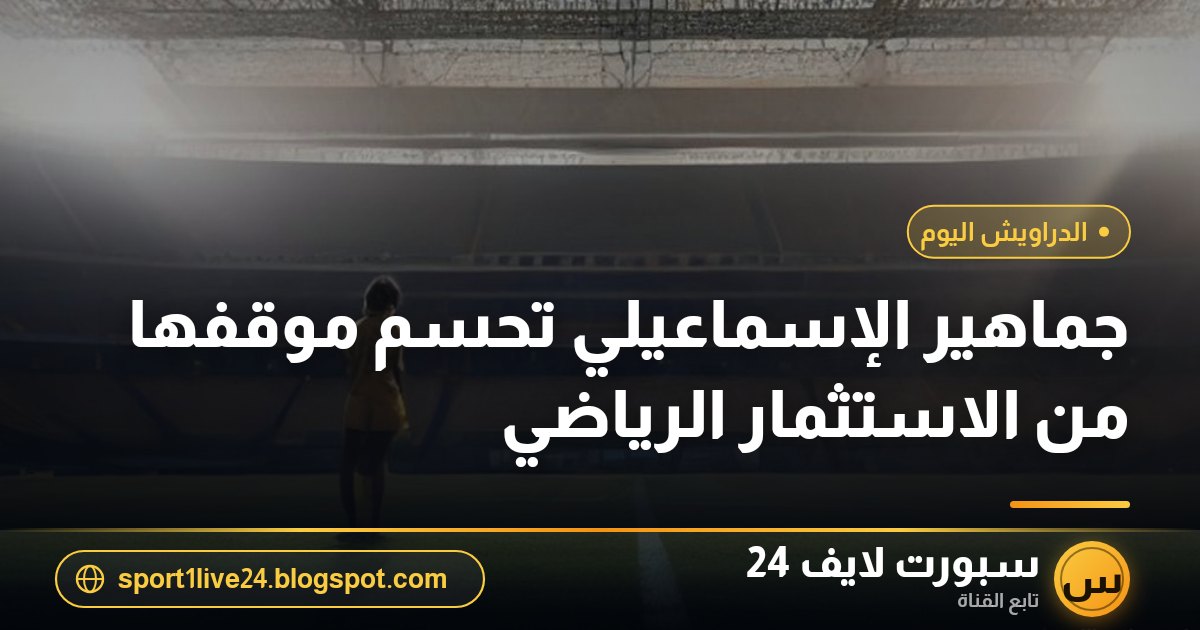 الدراويش اليوم
جماهير الإسماعيلي تحسم موقفها
من الاستثمار الرياضي
سبورت لايف 24
تابع القناة
س
sport1live24.blogspot.com